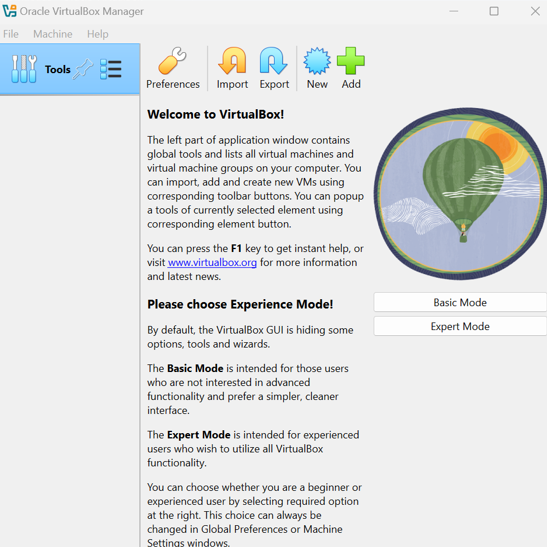 Oracle VirtualBox Manager
File Machine Help
Tools
Preferences Import Export New Add
Welcome to VirtualBox!
The left part of application window contains
global tools and lists all virtual machines and
virtual machine groups on your computer. You
can import, add and create new VMs using
corresponding toolbar buttons. You can popup
a tools of currently selected element using
corresponding element button.
You can press the F1 key to get instant help, or
visit www.virtualbox.org for more information
and latest news.
Please choose Experience Mode!
By default, the VirtualBox GUI is hiding some
options, tools and wizards.
The Basic Mode is intended for those users
who are not interested in advanced
functionality and prefer a simpler, cleaner
interface.
The Expert Mode is intended for experienced
users who wish to utilize all VirtualBox
functionality.
You can choose whether you are a beginner or
experienced user by selecting required option
at the right. This choice can always be
changed in Global Preferences or Machine
Settings windows.
Basic Mode
Expert Mode